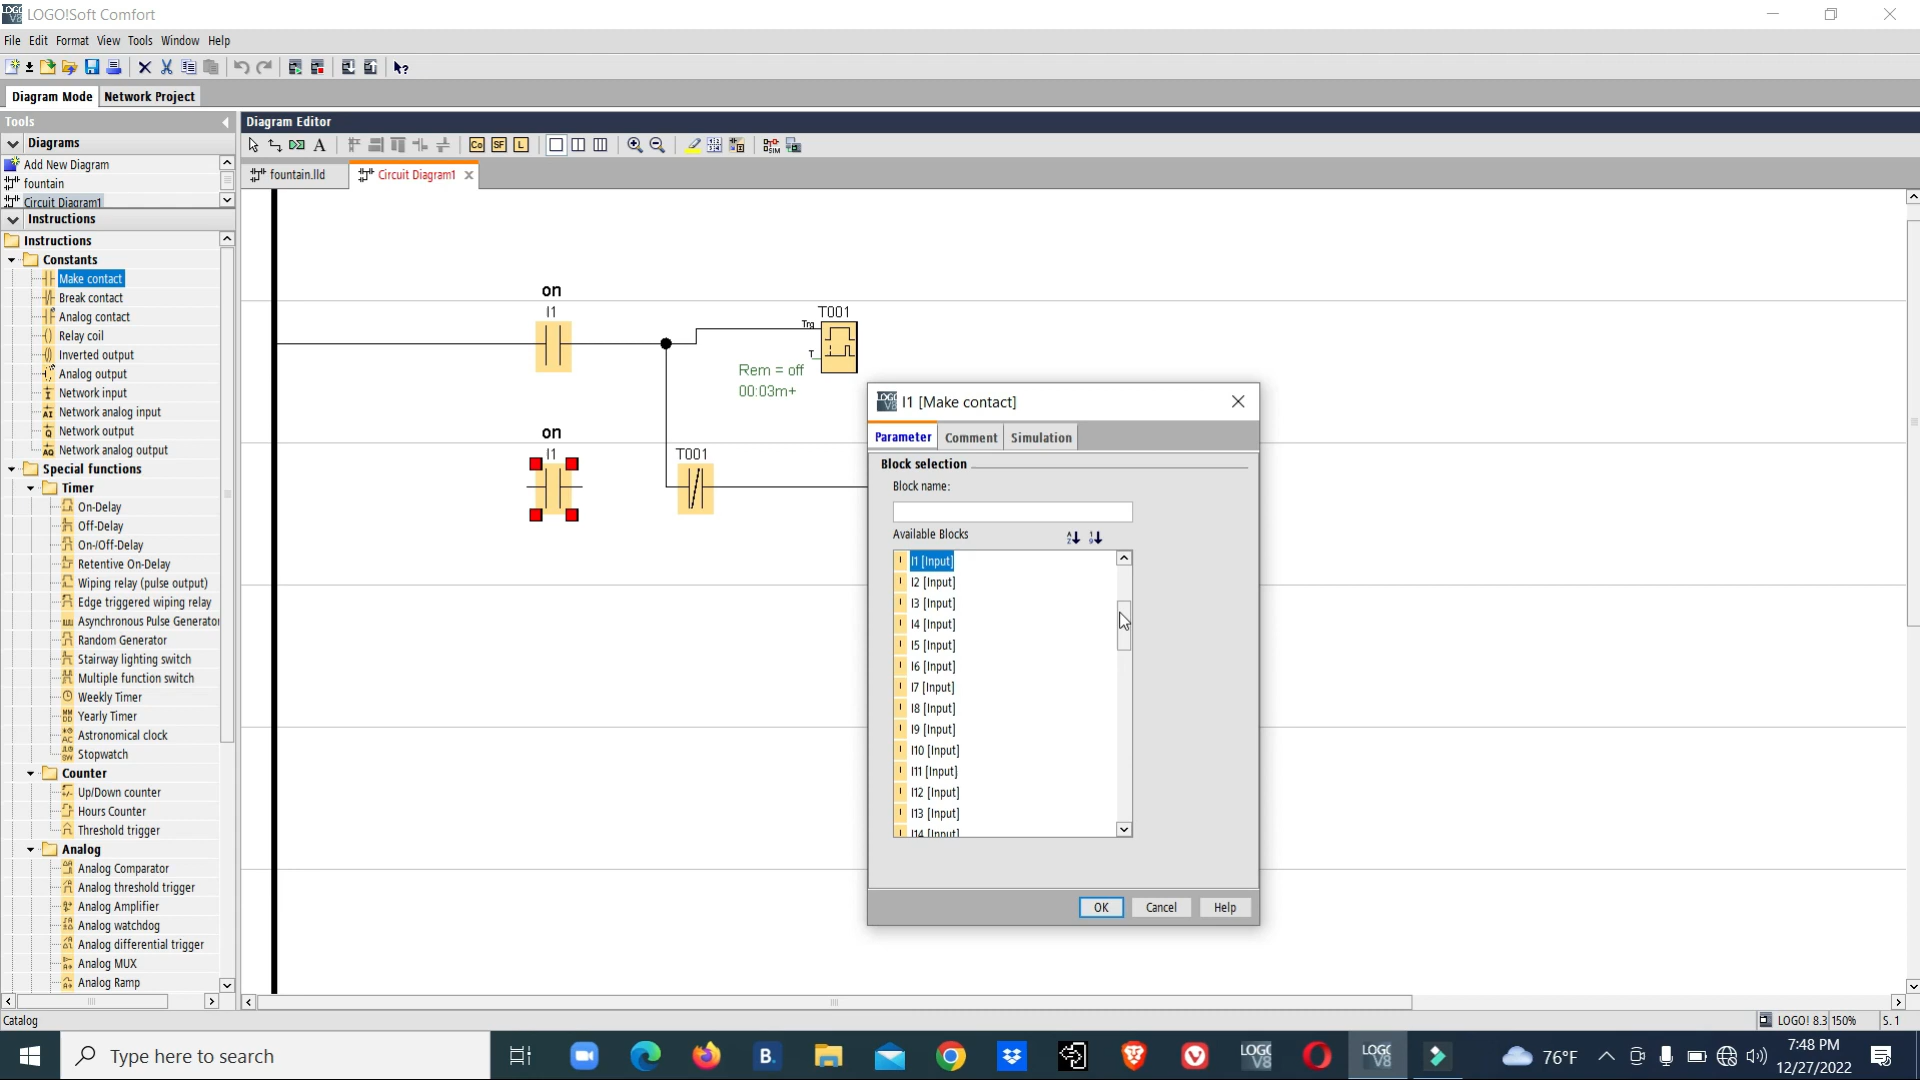 LOGO!Soft Comfort
File Edit Format View Tools Window Help
Diagram Mode Network Project
Tools
Diagrams
Add New Diagram
fountain
Circuit Diagram1
Instructions
Instructions
Constants
Make contact
Break contact
Analog contact
Relay coil
Inverted output
Analog output
Network input
Network analog input
Network output
Network analog output
Special functions
Timer
On-Delay
Off-Delay
On-/Off-Delay
Retentive On-Delay
Wiping relay (pulse output)
Edge triggered wiping relay
Asynchronous Pulse Generator
Random Generator
Stairway lighting switch
Multiple function switch
Weekly Timer
Yearly Timer
Astronomical clock
Stopwatch
Counter
Up/Down counter
Hours Counter
Threshold trigger
Analog
Analog Comparator
Analog threshold trigger
Analog Amplifier
Analog watchdog
Analog differential trigger
Analog MUX
Analog Ramp
Catalog
Diagram Editor
A Co SF L
fountain.lld Circuit Diagram1
on
I1
T001
Trg
T
Rem = off
00:03m+
on
I1
T001
I1 [Make contact]
Parameter Comment Simulation
Block selection
Block name:
Available Blocks
I1 [Input]
I2 [Input]
I3 [Input]
I4 [Input]
I5 [Input]
I6 [Input]
I7 [Input]
I8 [Input]
I9 [Input]
I10 [Input]
I11 [Input]
I12 [Input]
I13 [Input]
I14 [Input]
OK Cancel Help
LOGO! 8.3 150% S. 1
Type here to search
B.
LOGO V8
LOGO V8
76°F
7:48 PM
12/27/2022